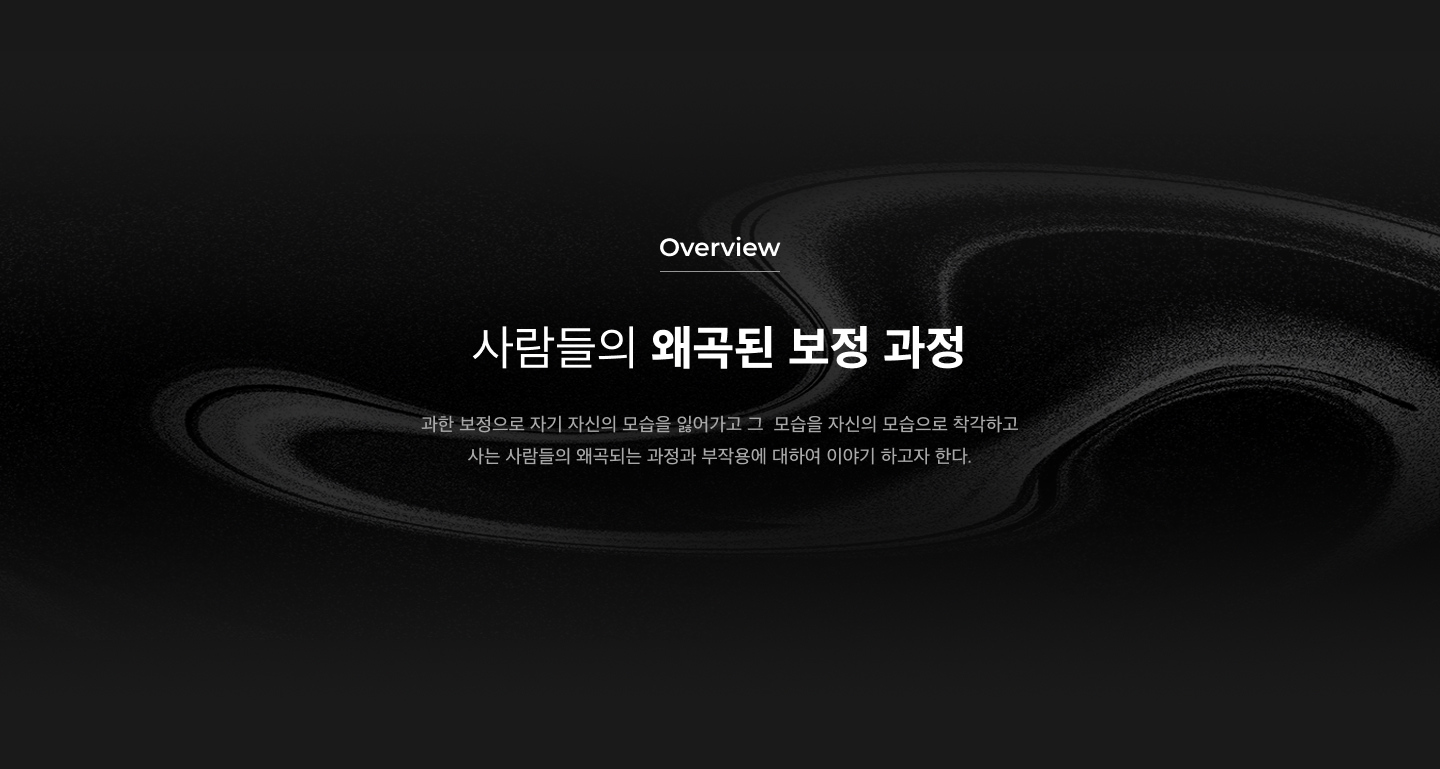 Overview
사람들의 왜곡된 보정 과정
과한 보정으로 자기 자신의 모습을 잃어가고 그 모습을 자신의 모습으로 착각하고
사는 사람들의 왜곡되는 과정과 부작용에 대하여 이야기 하고자 한다.